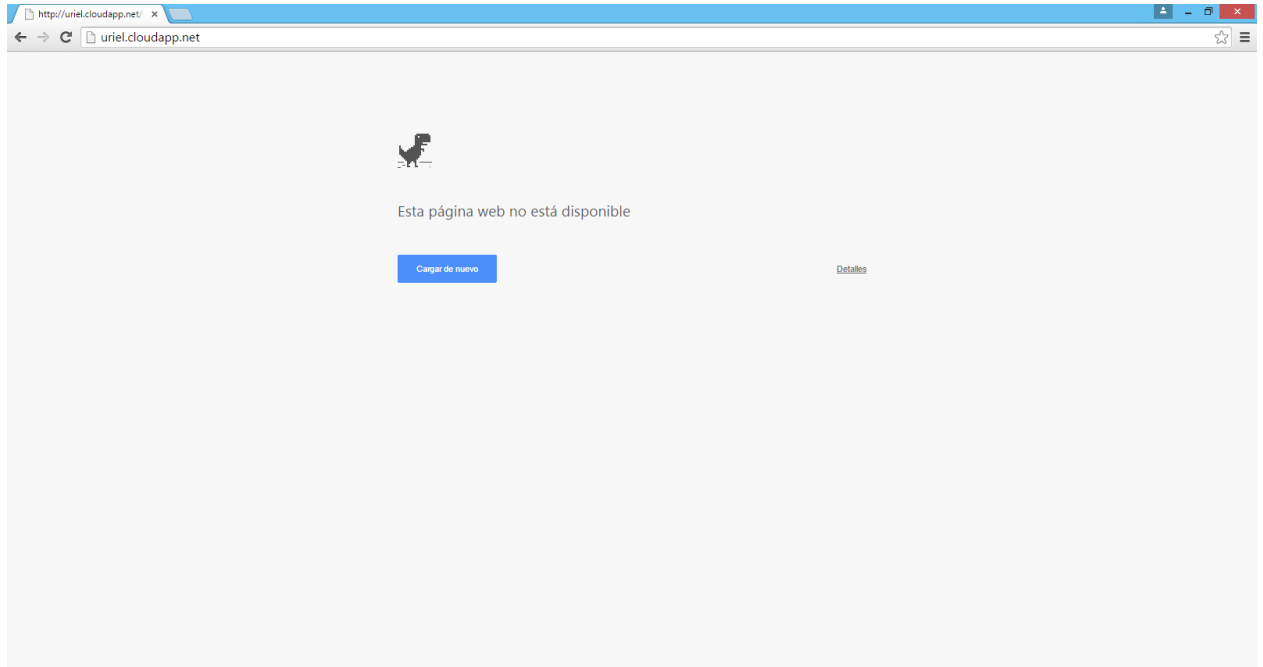 http://uriel.cloudapp.net/
uriel.cloudapp.net
Esta página web no está disponible
Cargar de nuevo
Detalles